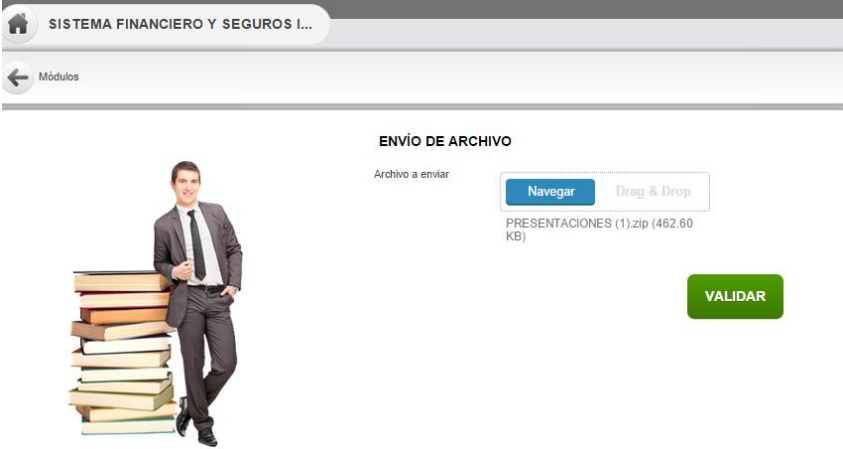 SISTEMA FINANCIERO Y SEGUROS I...
Módulos
ENVÍO DE ARCHIVO
Archivo a enviar
Navegar Drag & Drop
PRESENTACIONES (1).zip (462.60
KB)
VALIDAR